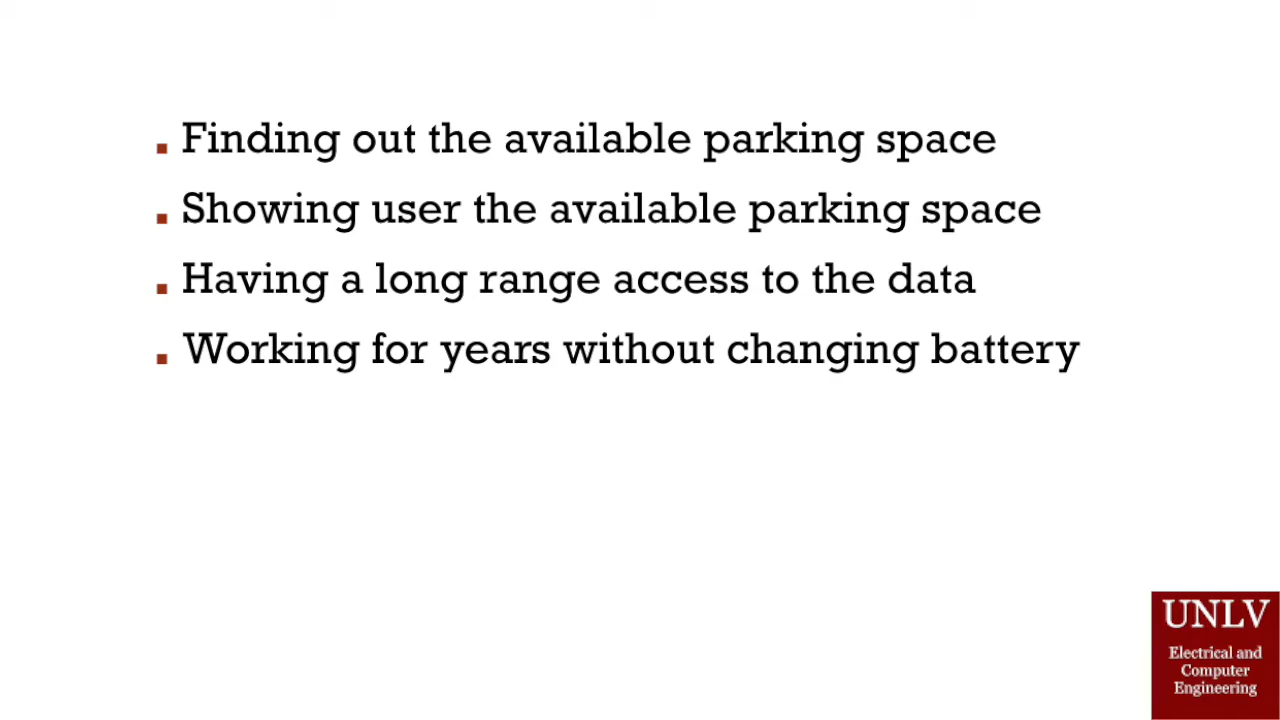 Finding out the available parking space
Showing user the available parking space
Having a long range access to the data
Working for years without changing battery
UNLV
Electrical and
Computer
Engineering